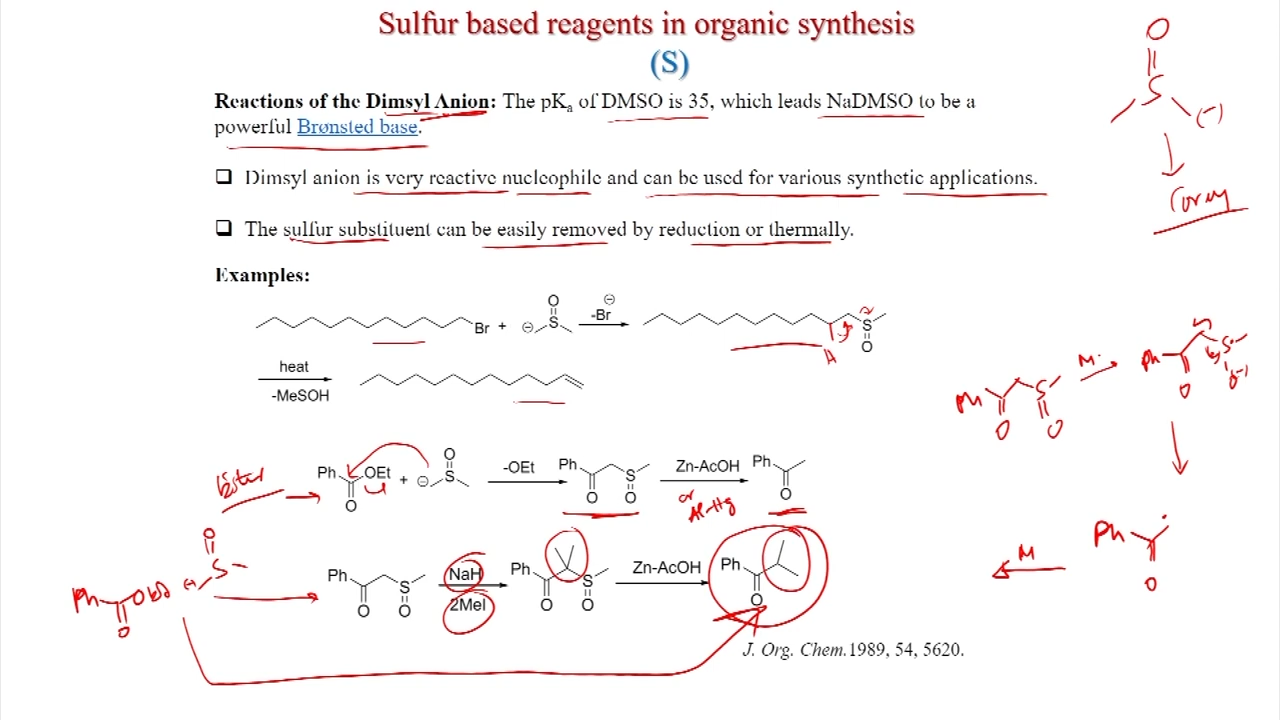 Sulfur based reagents in organic synthesis
(S)
Reactions of the Dimsyl Anion: The pKa of DMSO is 35, which leads NaDMSO to be a
powerful Brønsted base.
Dimsyl anion is very reactive nucleophile and can be used for various synthetic applications.
The sulfur substituent can be easily removed by reduction or thermally.
Examples:
O
S
(-)
Corey
Br + ⊖ S O
⊖
-Br
S
O
H
heat
-MeSOH
Ph O S O
M·
Ph O S
Ester
Ph OEt O + ⊖ S O
-OEt
Ph O S O
Zn-AcOH
or
Al-Hg
Ph O
Ph O
M
O S
Ph O
Ph O S O
NaH
2MeI
Ph O S O
Zn-AcOH
Ph O
J. Org. Chem. 1989, 54, 5620.